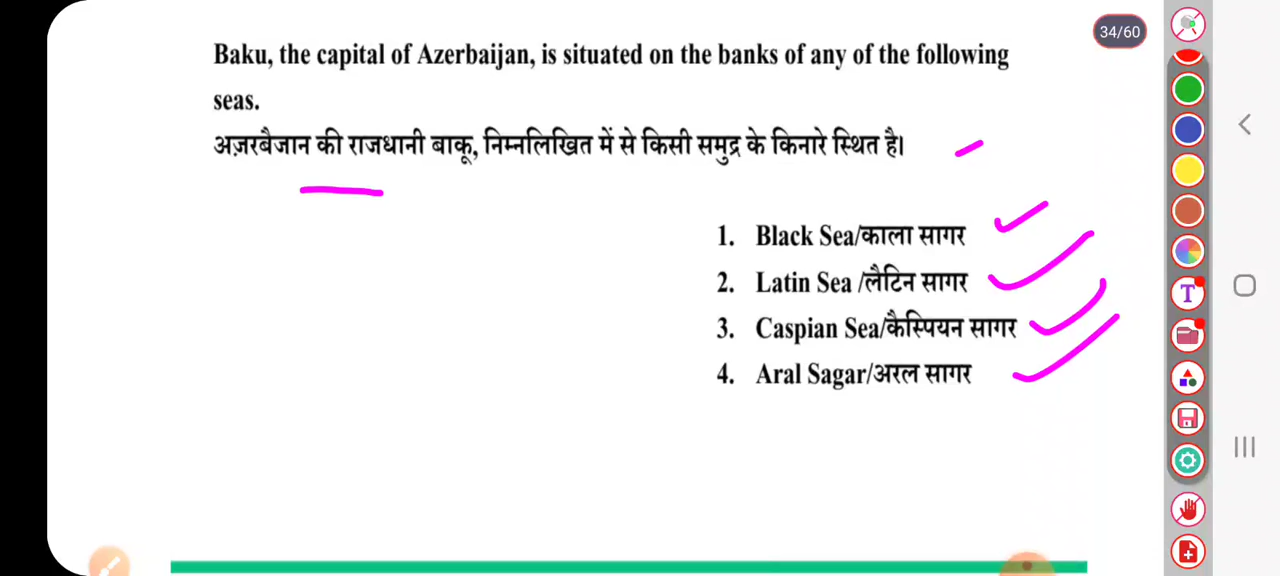 34/60
Baku, the capital of Azerbaijan, is situated on the banks of any of the following
seas.
अज़रबैजान की राजधानी बाकू, निम्नलिखित में से किसी समुद्र के किनारे स्थित है।
1. Black Sea/काला सागर
2. Latin Sea /लैटिन सागर
3. Caspian Sea/कैस्पियन सागर
4. Aral Sagar/अरल सागर
T